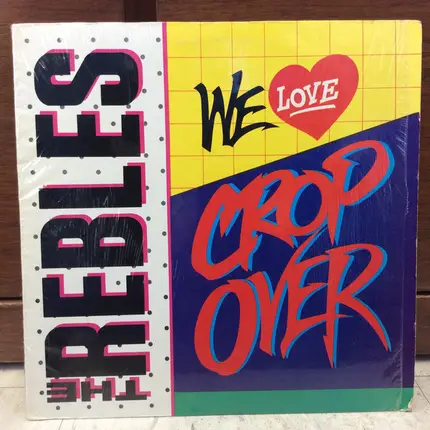 THE REBLES
WE LOVE
CROP
OVER